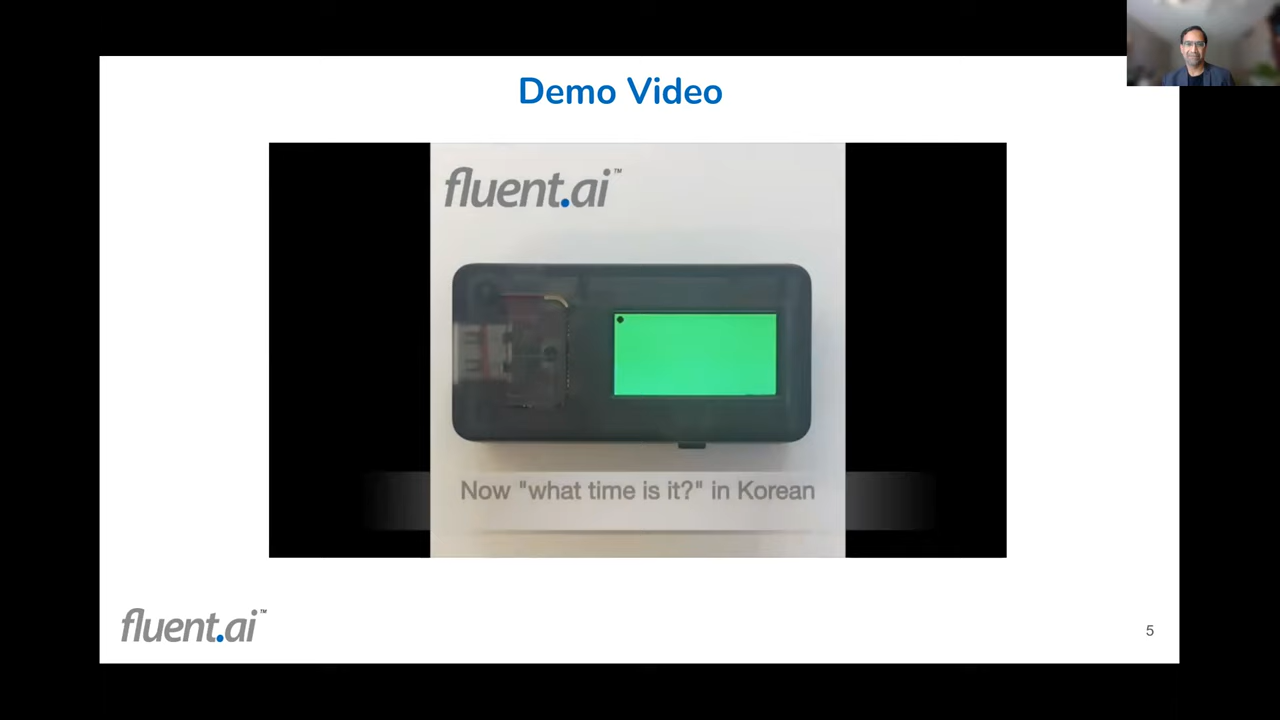 Demo Video
fluent.ai™
Now "what time is it?" in Korean
fluent.ai™
5